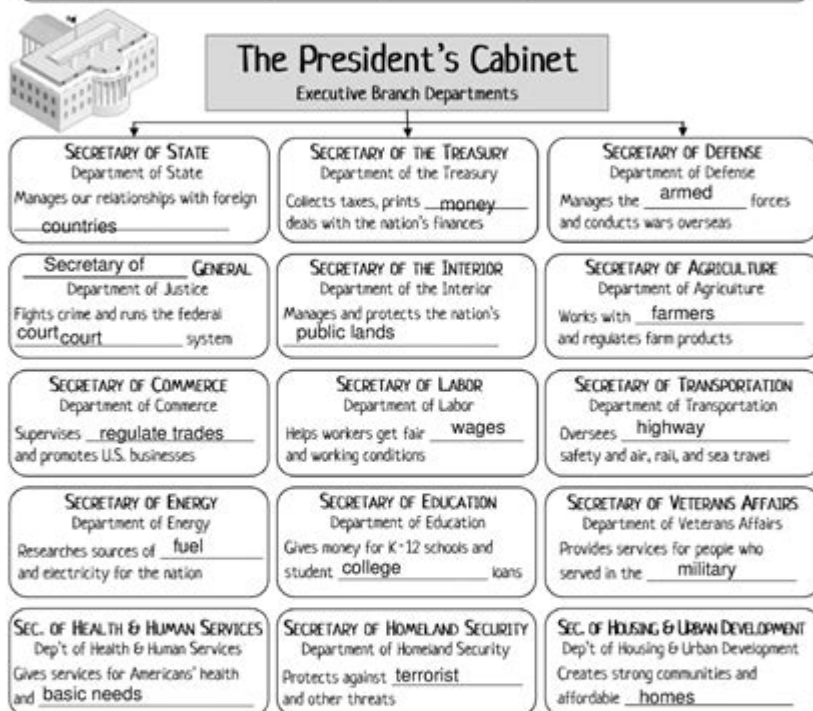 The President's Cabinet
Executive Branch Departments
SECRETARY OF STATE
Department of State
Manages our relationships with foreign
countries
SECRETARY OF THE TREASURY
Department of the Treasury
Collects taxes, prints money
deals with the nation's finances
SECRETARY OF DEFENSE
Department of Defense
Manages the armed forces
and conducts wars overseas
Secretary of GENERAL
Department of Justice
Fights crime and runs the federal
court court system
SECRETARY OF THE INTERIOR
Department of the Interior
Manages and protects the nation's
public lands
SECRETARY OF AGRICULTURE
Department of Agriculture
Works with farmers
and regulates farm products
SECRETARY OF COMMERCE
Department of Commerce
Supervises regulate trades
and promotes U.S. businesses
SECRETARY OF LABOR
Department of Labor
Helps workers get fair wages
and working conditions
SECRETARY OF TRANSPORTATION
Department of Transportation
Oversees highway
safety and air, rail, and sea travel
SECRETARY OF ENERGY
Department of Energy
Researches sources of fuel
and electricity for the nation
SECRETARY OF EDUCATION
Department of Education
Gives money for K-12 schools and
student college loans
SECRETARY OF VETERANS AFFAIRS
Department of Veterans Affairs
Provides services for people who
served in the military
SEC. OF HEALTH & HUMAN SERVICES
Dep't of Health & Human Services
Gives services for Americans' health
and basic needs
SECRETARY OF HOMELAND SECURITY
Department of Homeland Security
Protects against terrorist
and other threats
SEC. OF HOUSING & URBAN DEVELOPMENT
Dep't of Housing & Urban Development
Creates strong communities and
affordable homes